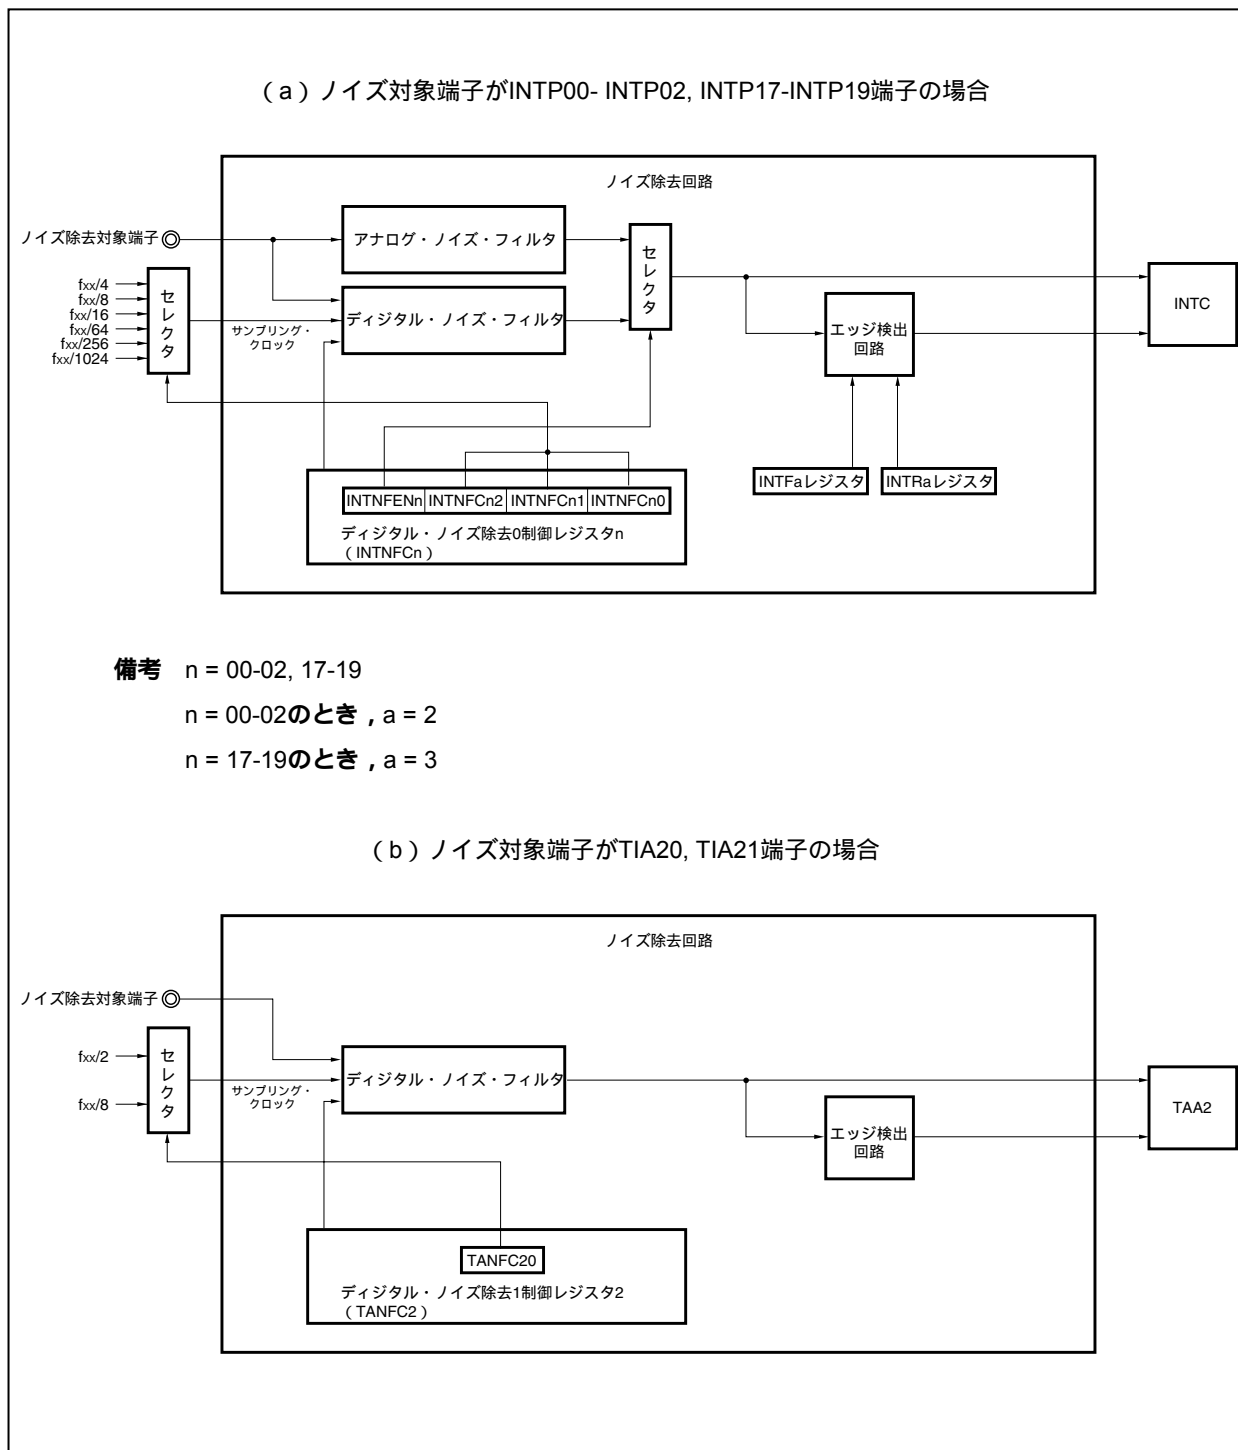 （a）ノイズ対象端子がINTP00- INTP02, INTP17-INTP19端子の場合
ノイズ除去回路
ノイズ除去対象端子
アナログ・ノイズ・フィルタ
セレクタ
fxx/4
fxx/8
fxx/16
fxx/64
fxx/256
fxx/1024
セレクタ
サンプリング・
クロック
ディジタル・ノイズ・フィルタ
エッジ検出
回路
INTC
INTFaレジスタ
INTRaレジスタ
INTNFENn
INTNFCn2
INTNFCn1
INTNFCn0
ディジタル・ノイズ除去0制御レジスタn
（INTNFCn）
備考 n = 00-02, 17-19
n = 00-02のとき，a = 2
n = 17-19のとき，a = 3
（b）ノイズ対象端子がTIA20, TIA21端子の場合
ノイズ除去回路
ノイズ除去対象端子
fxx/2
fxx/8
セレクタ
サンプリング・
クロック
ディジタル・ノイズ・フィルタ
エッジ検出
回路
TAA2
TANFC20
ディジタル・ノイズ除去1制御レジスタ2
（TANFC2）